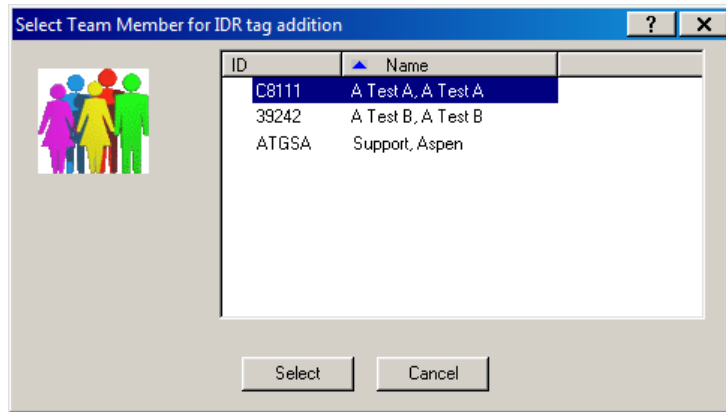 Select Team Member for IDR tag addition ? X
ID Name
C8111 A Test A, A Test A
39242 A Test B, A Test B
ATGSA Support, Aspen
Select Cancel